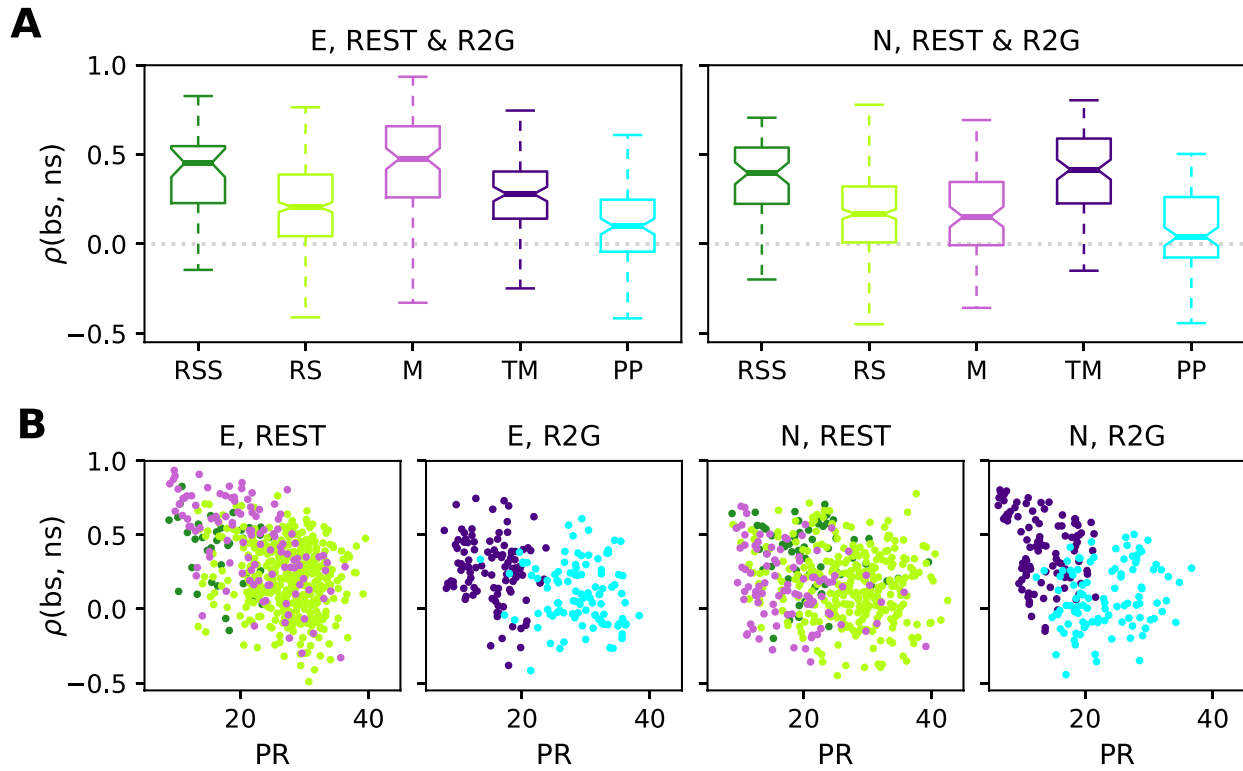 A
E, REST & R2G
N, REST & R2G
ρ(bs, ns)
1.0
0.5
0.0
−0.5
RSS RS M TM PP
RSS RS M TM PP
B
E, REST
E, R2G
N, REST
N, R2G
ρ(bs, ns)
1.0
0.5
0.0
−0.5
20 40
20 40
20 40
20 40
PR
PR
PR
PR